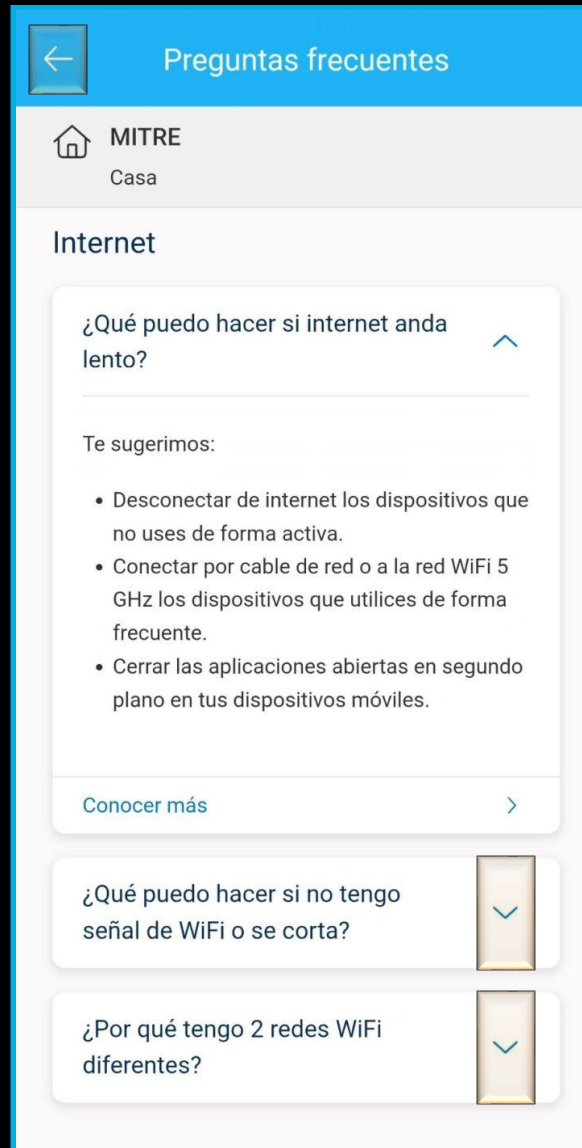 Preguntas frecuentes
MITRE
Casa
Internet
¿Qué puedo hacer si internet anda
lento?
Te sugerimos:
• Desconectar de internet los dispositivos que
no uses de forma activa.
• Conectar por cable de red o a la red WiFi 5
GHz los dispositivos que utilices de forma
frecuente.
• Cerrar las aplicaciones abiertas en segundo
plano en tus dispositivos móviles.
Conocer más
¿Qué puedo hacer si no tengo
señal de WiFi o se corta?
¿Por qué tengo 2 redes WiFi
diferentes?